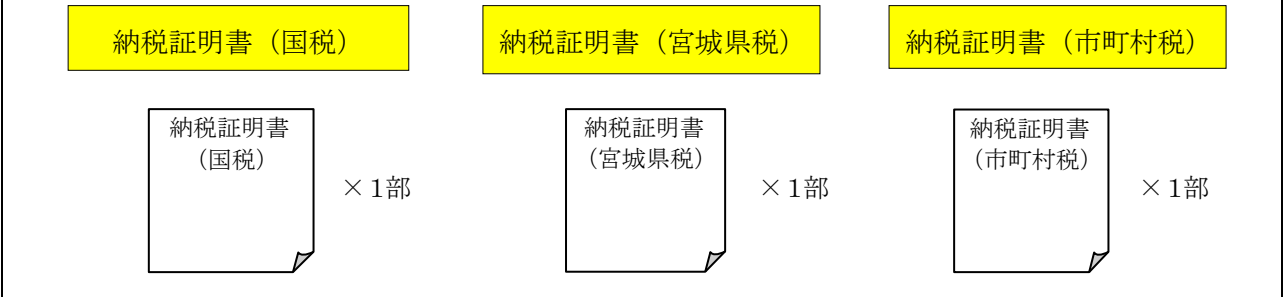 納税証明書（国税）
納税証明書（宮城県税）
納税証明書（市町村税）
納税証明書
（国税）
×１部
納税証明書
（宮城県税）
×１部
納税証明書
（市町村税）
×１部